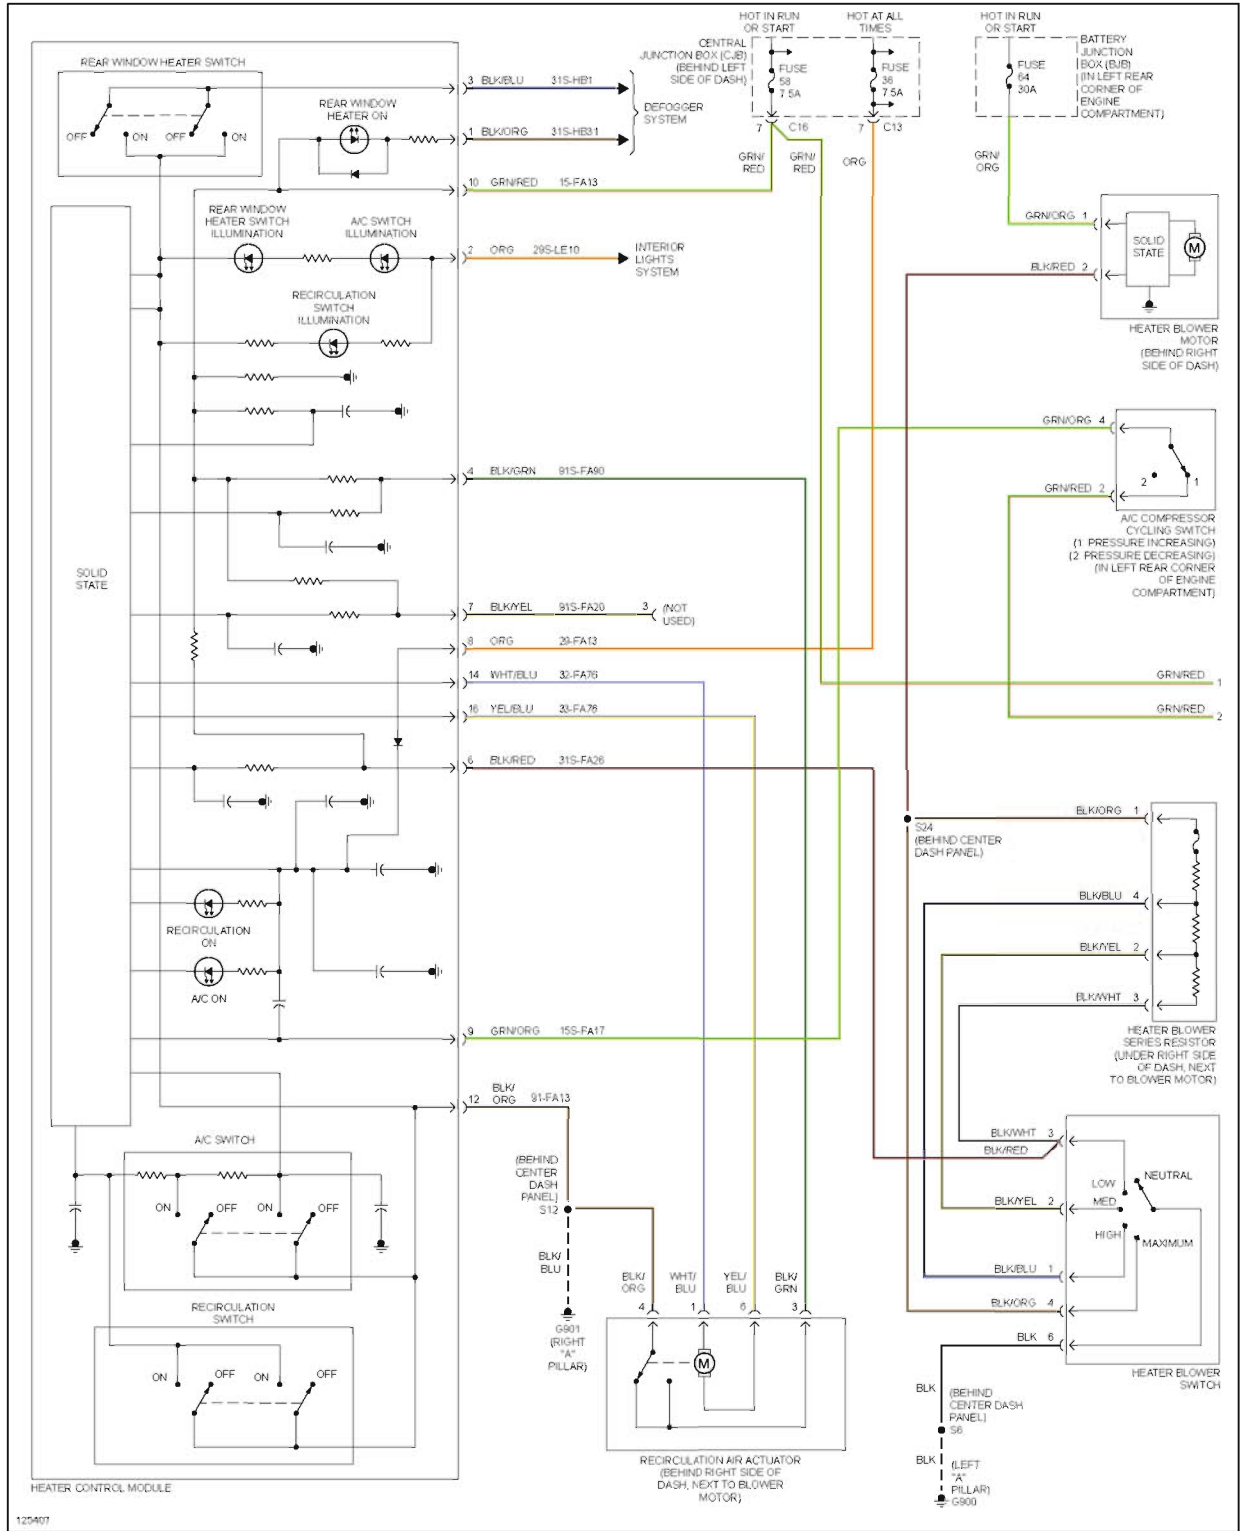 HOT IN RUN
OR START
HOT AT ALL
TIMES
HOT IN RUN
OR START
CENTRAL
JUNCTION BOX (CJB)
(BEHIND LEFT
SIDE OF DASH)
FUSE
58
7.5A
FUSE
36
7.5A
7
C16
7
C13
FUSE
64
30A
BATTERY
JUNCTION
BOX (BJB)
(IN LEFT REAR
CORNER OF
ENGINE
COMPARTMENT)
GRN/
RED
GRN/
RED
ORG
GRN/
ORG
REAR WINDOW HEATER SWITCH
OFF
ON
OFF
ON
REAR WINDOW
HEATER ON
3 BLK/BLU 31S-HB1
1 BLK/ORG 31S-HB31
DEFOGGER
SYSTEM
10 GRN/RED 15-FA13
REAR WINDOW
HEATER SWITCH
ILLUMINATION
A/C SWITCH
ILLUMINATION
2 ORG 29S-LE10
INTERIOR
LIGHTS
SYSTEM
RECIRCULATION
SWITCH
ILLUMINATION
GRN/ORG 1
BLK/RED 2
SOLID
STATE
M
HEATER BLOWER
MOTOR
(BEHIND RIGHT
SIDE OF DASH)
GRN/ORG 4
GRN/RED 2
2
1
A/C COMPRESSOR
CYCLING SWITCH
(1 PRESSURE INCREASING)
(2 PRESSURE DECREASING)
(IN LEFT REAR CORNER
OF ENGINE
COMPARTMENT)
4 BLK/GRN 91S-FA90
SOLID
STATE
7 BLK/YEL 91S-FA20 3 (NOT
USED)
8 ORG 29-FA13
14 WHT/BLU 32-FA76
GRN/RED 1
16 YEL/BLU 33-FA76
GRN/RED 2
6 BLK/RED 31S-FA26
S24
(BEHIND CENTER
DASH PANEL)
BLK/ORG 1
BLK/BLU 4
BLK/YEL 2
BLK/WHT 3
HEATER BLOWER
SERIES RESISTOR
(UNDER RIGHT SIDE
OF DASH, NEXT
TO BLOWER MOTOR)
RECIRCULATION
ON
A/C ON
9 GRN/ORG 15S-FA17
12 BLK/
ORG 91-FA13
A/C SWITCH
ON
OFF
ON
OFF
(BEHIND
CENTER
DASH
PANEL)
S12
BLK/
BLU
G901
(RIGHT
"A"
PILLAR)
BLK/WHT 3
BLK/RED
BLK/YEL 2
BLK/BLU 1
BLK/ORG 4
BLK 6
LOW
MED
HIGH
NEUTRAL
MAXIMUM
HEATER BLOWER
SWITCH
BLK/
ORG
WHT/
BLU
YEL/
BLU
BLK/
GRN
4
1
6
3
M
RECIRCULATION AIR ACTUATOR
(BEHIND RIGHT SIDE OF
DASH, NEXT TO BLOWER
MOTOR)
RECIRCULATION
SWITCH
ON
OFF
ON
OFF
BLK
(BEHIND
CENTER DASH
PANEL)
S6
BLK
(LEFT
"A"
PILLAR)
G900
HEATER CONTROL MODULE
125407